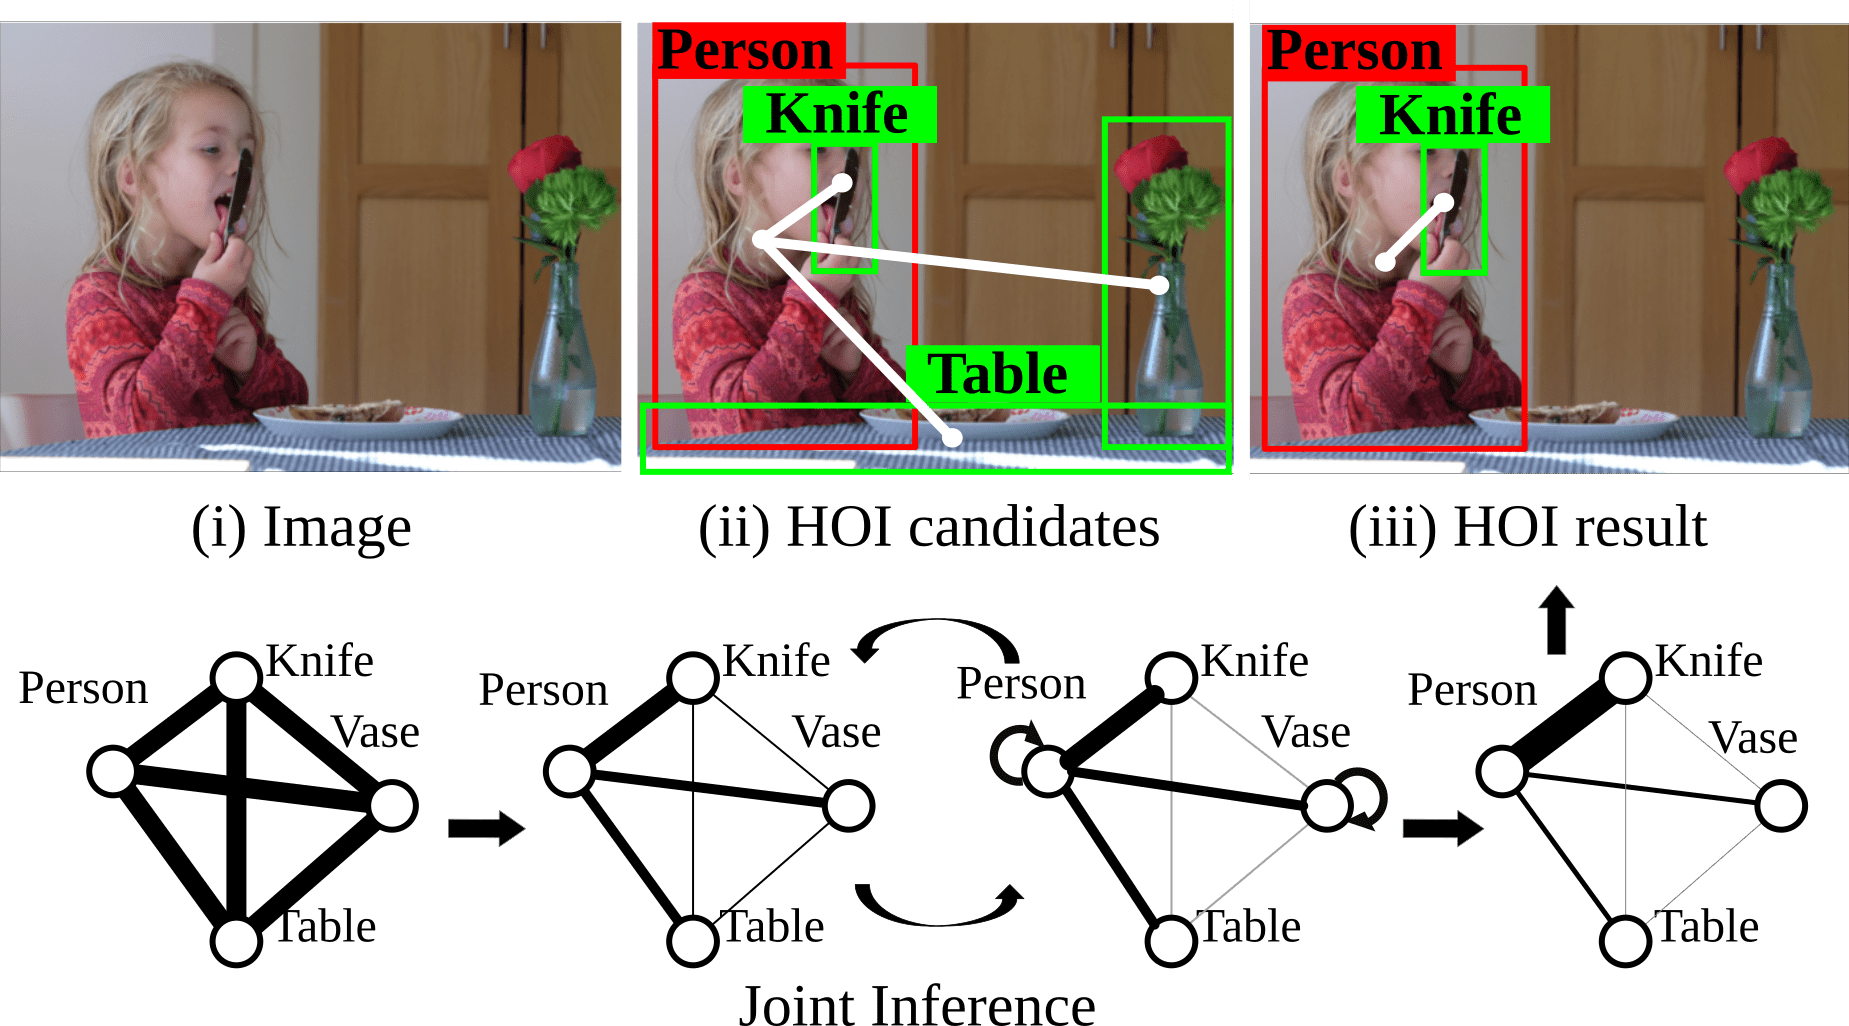 Person
Knife
Table
Person
Knife
(i) Image
(ii) HOI candidates
(iii) HOI result
Person
Knife
Vase
Table
Person
Knife
Vase
Table
Person
Knife
Vase
Table
Person
Knife
Vase
Table
Joint Inference